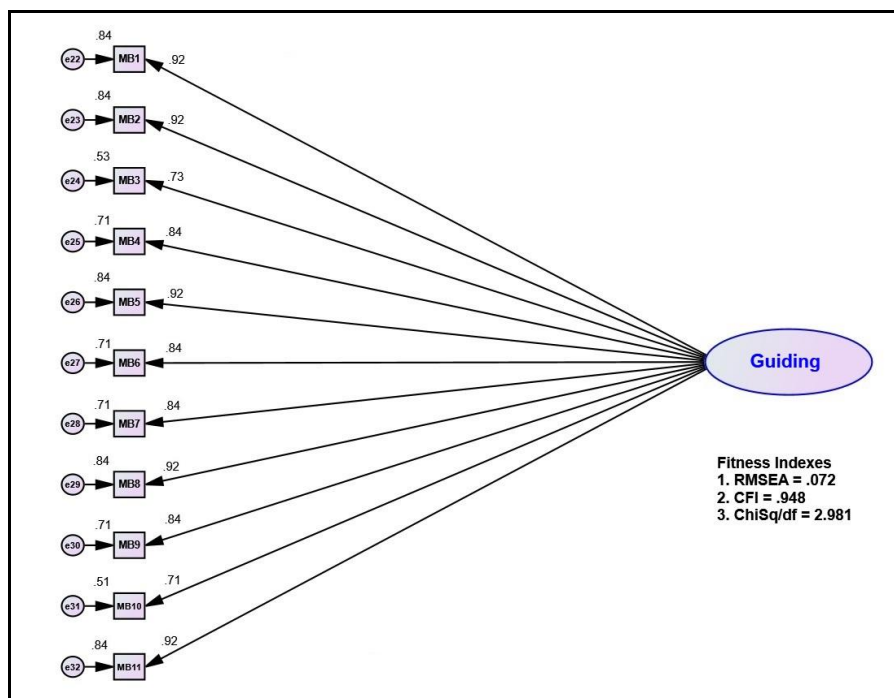 .84
e22 MB1 .92
.84
e23 MB2 .92
.53
e24 MB3 .73
.71
e25 MB4 .84
.84
e26 MB5 .92
.71
e27 MB6 .84
.71
e28 MB7 .84
.84
e29 MB8 .92
.71
e30 MB9 .84
.51
e31 MB10 .71
.84
e32 MB11 .92
Guiding
Fitness Indexes
1. RMSEA = .072
2. CFI = .948
3. ChiSq/df = 2.981